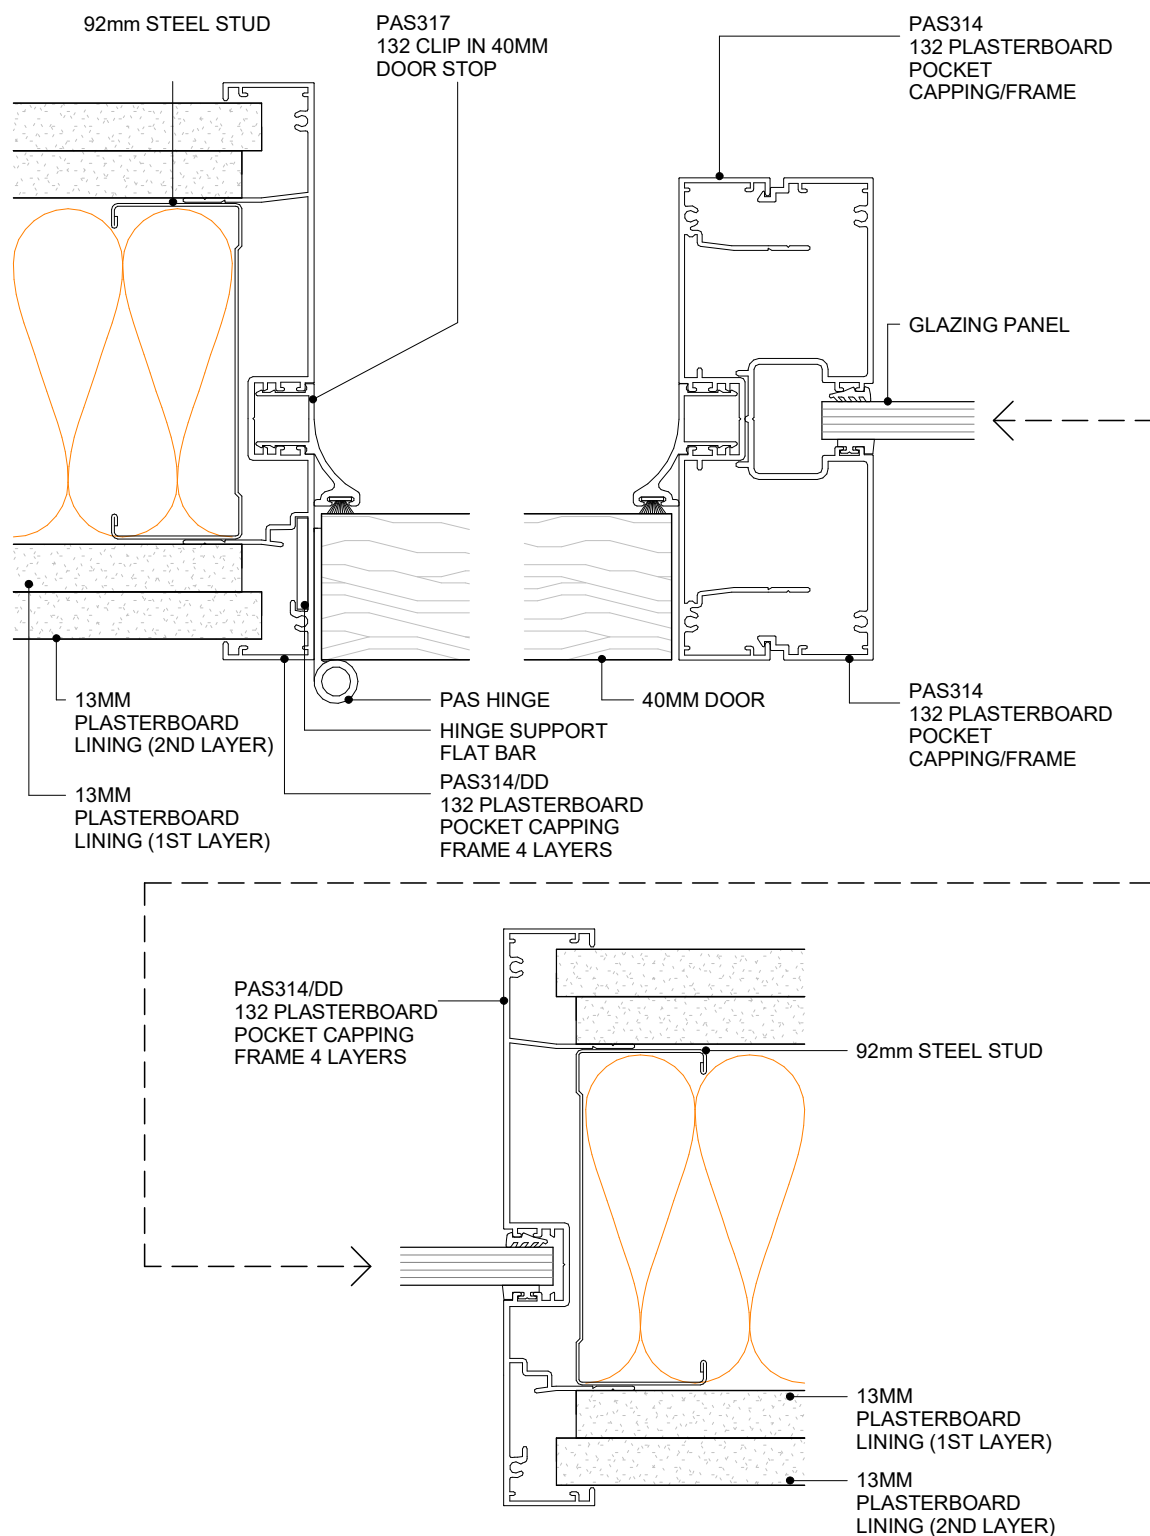 92mm STEEL STUD
PAS317
132 CLIP IN 40MM
DOOR STOP
PAS314
132 PLASTERBOARD
POCKET
CAPPING/FRAME
GLAZING PANEL
13MM
PLASTERBOARD
LINING (2ND LAYER)
13MM
PLASTERBOARD
LINING (1ST LAYER)
PAS HINGE
HINGE SUPPORT
FLAT BAR
PAS314/DD
132 PLASTERBOARD
POCKET CAPPING
FRAME 4 LAYERS
40MM DOOR
PAS314
132 PLASTERBOARD
POCKET
CAPPING/FRAME
PAS314/DD
132 PLASTERBOARD
POCKET CAPPING
FRAME 4 LAYERS
92mm STEEL STUD
13MM
PLASTERBOARD
LINING (1ST LAYER)
13MM
PLASTERBOARD
LINING (2ND LAYER)